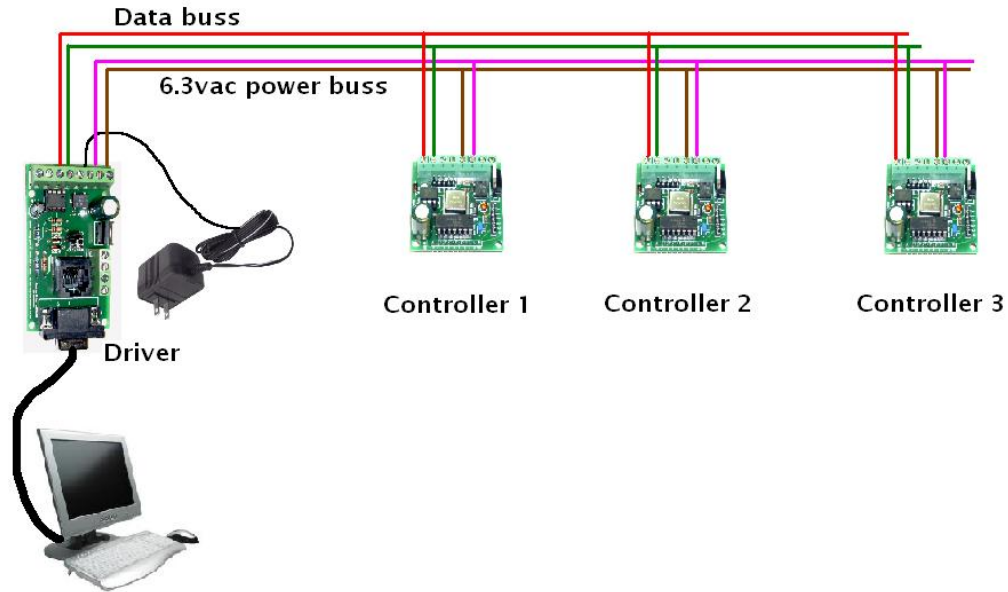 Data buss
6.3vac power buss
Controller 1
Controller 2
Controller 3
Driver